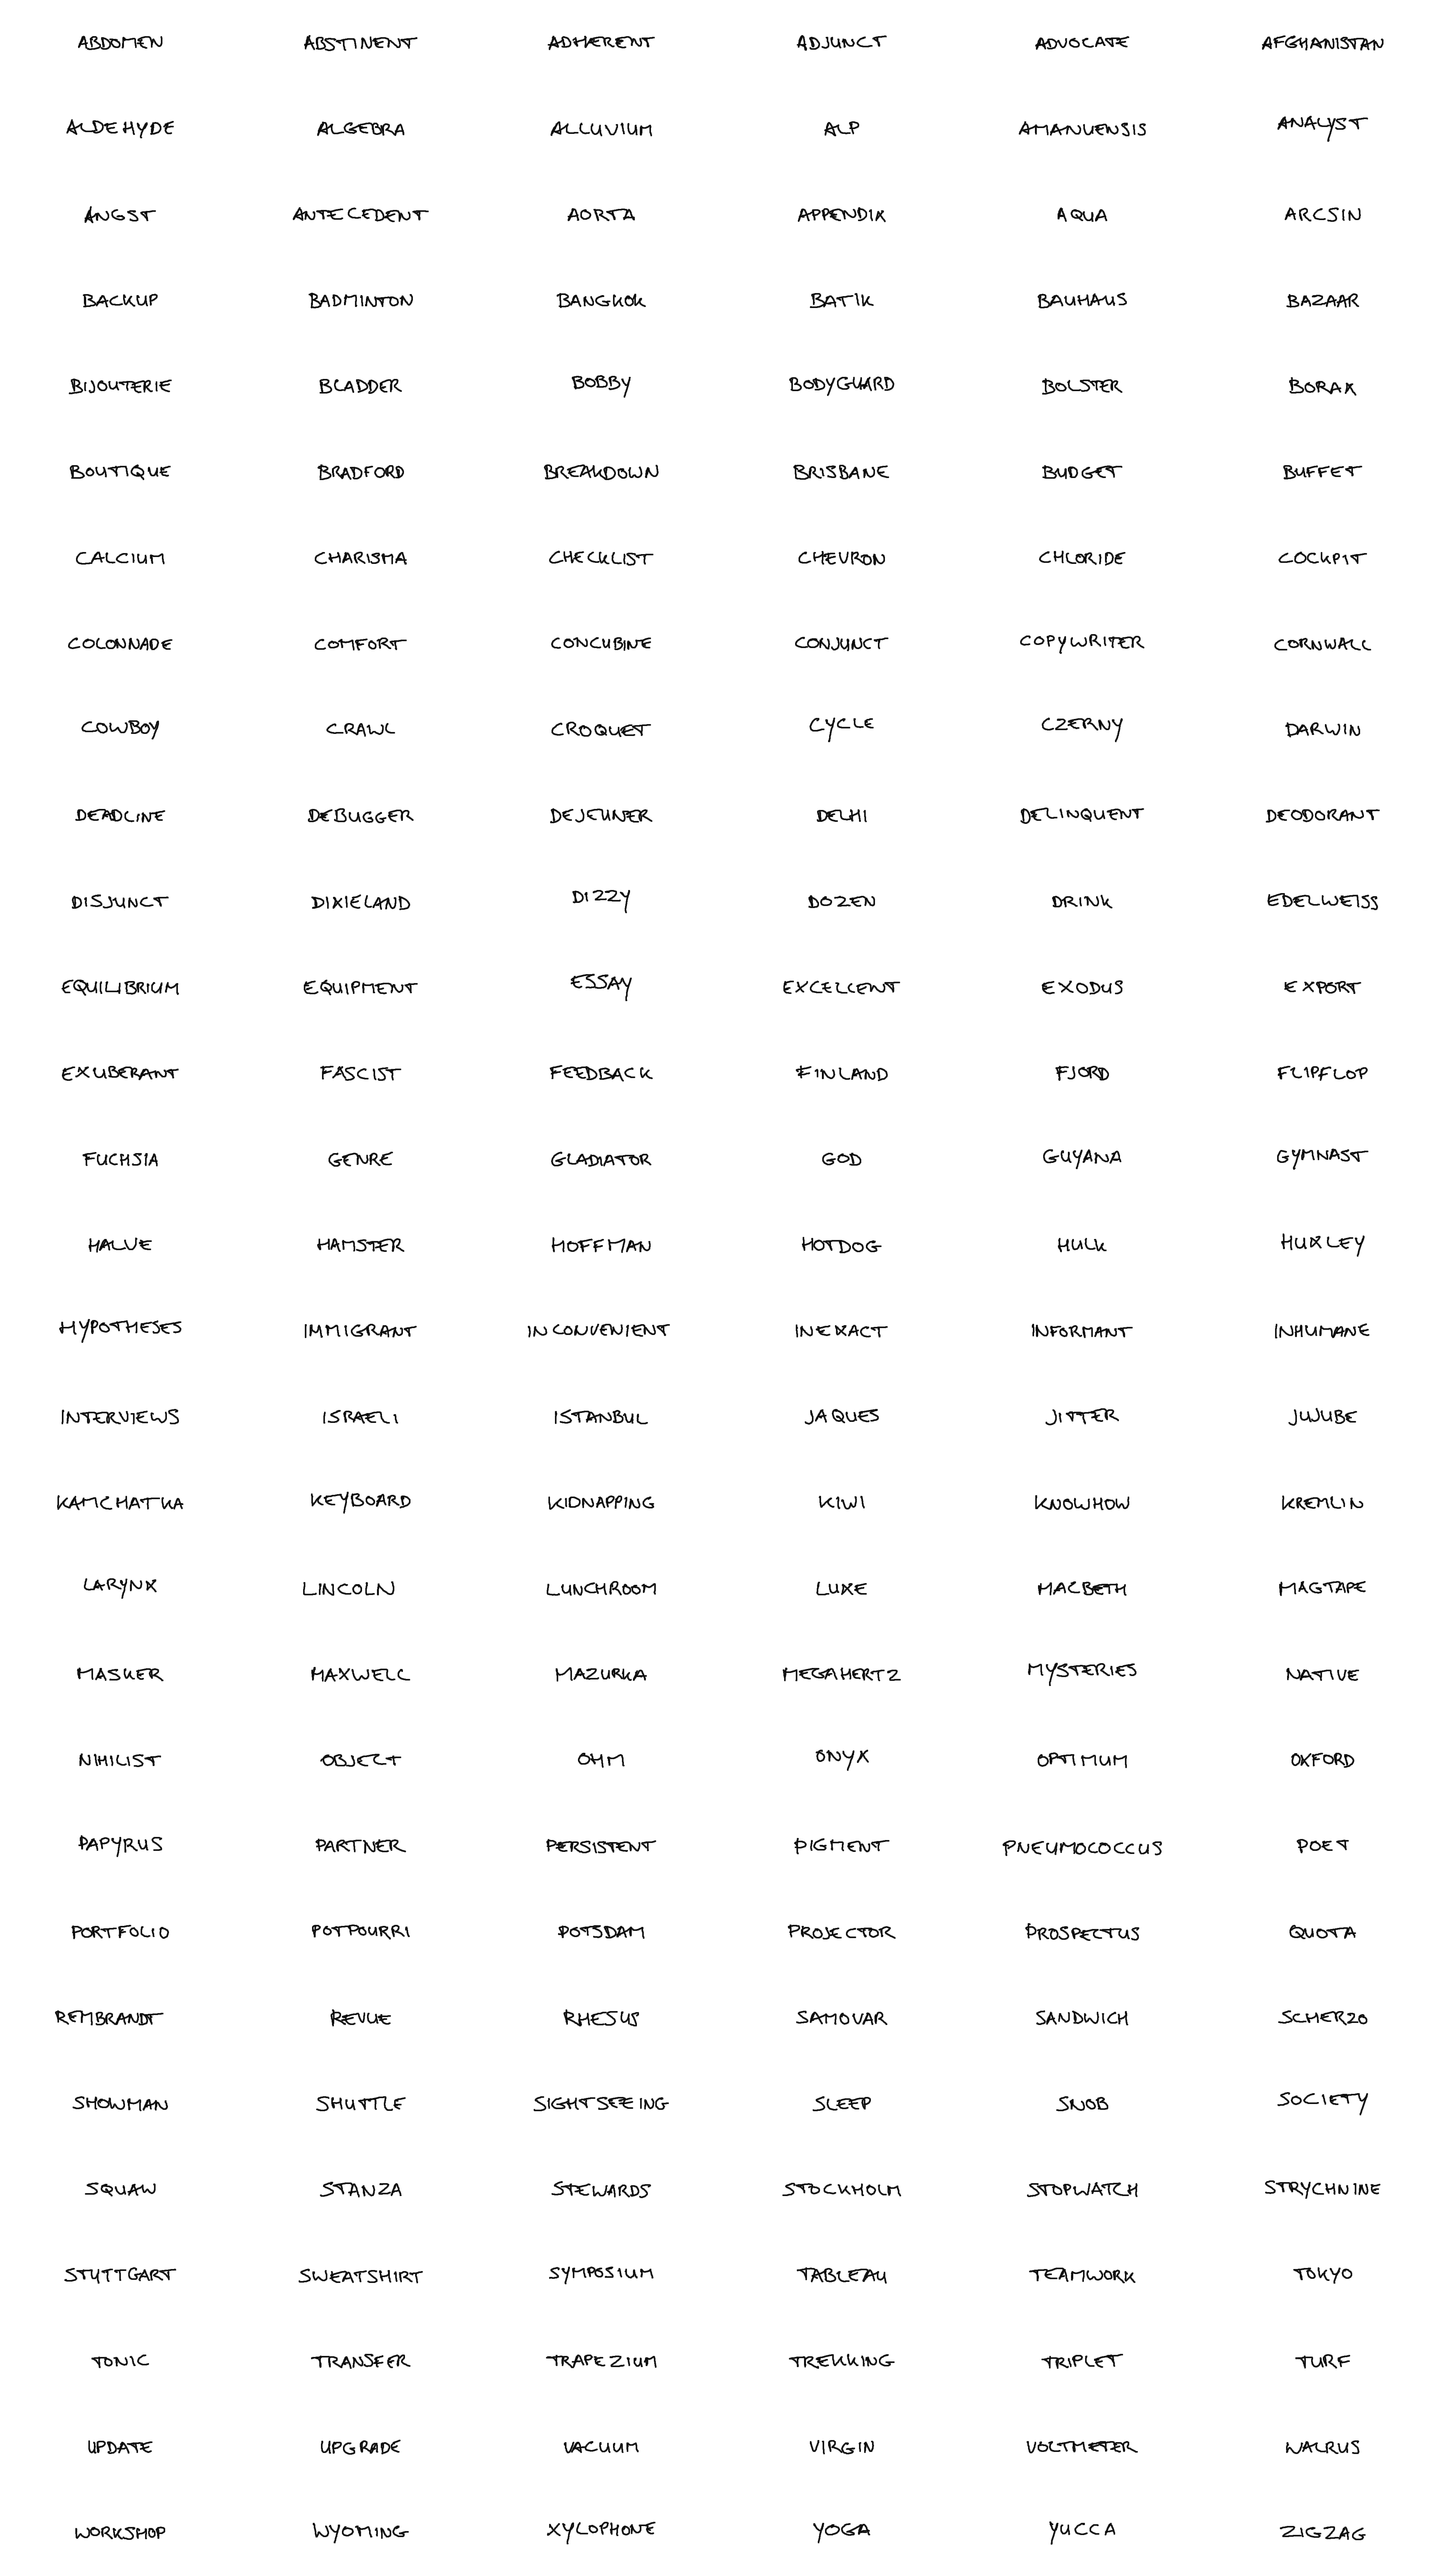 ABDOMEN ABSTINENT ADHERENT ADJUNCT ADVOCATE AFGHANISTAN
ALDEHYDE ALGEBRA ALLUVIUM ALP AMANUENSIS ANALYST
ANGST ANTECEDENT AORTA APPENDIX AQUA ARCSIN
BACKUP BADMINTON BANGKOK BATIK BAUHAUS BAZAAR
BIJOUTERIE BLADDER BOBBY BODYGUARD BOLSTER BORAX
BOUTIQUE BRADFORD BREAKDOWN BRISBANE BUDGET BUFFET
CALCIUM CHARISMA CHECKLIST CHEVRON CHLORIDE COCKPIT
COLONNADE COMFORT CONCUBINE CONJUNCT COPYWRITER CORNWALL
COWBOY CRAWL CROQUET CYCLE CZERNY DARWIN
DEADLINE DEBUGGER DEJEUNER DELHI DELINQUENT DEODORANT
DISJUNCT DIXIELAND DIZZY DOZEN DRINK EDELWEISS
EQUILIBRIUM EQUIPMENT ESSAY EXCELLENT EXODUS EXPORT
EXUBERANT FASCIST FEEDBACK FINLAND FJORD FLIPFLOP
FUCHSIA GENRE GLADIATOR GOD GUYANA GYMNAST
HALVE HAMSTER HOFFMAN HOTDOG HULK HUXLEY
HYPOTHESES IMMIGRANT INCONVENIENT INEXACT INFORMANT INHUMANE
INTERVIEWS ISRAELI ISTANBUL JAQUES JITTER JUJUBE
KAMCHATKA KEYBOARD KIDNAPPING KIWI KNOWHOW KREMLIN
LARYNX LINCOLN LUNCHROOM LUXE MACBETH MAGTAPE
MASKER MAXWELL MAZURKA MEGAHERTZ MYSTERIES NATIVE
NIHILIST OBJECT OHM ONYX OPTIMUM OXFORD
PAPYRUS PARTNER PERSISTENT PIGMENT PNEUMOCOCCUS POET
PORTFOLIO POTPOURRI POTSDAM PROJECTOR PROSPECTUS QUOTA
REMBRANDT REVUE RHESUS SAMOVAR SANDWICH SCHERZO
SHOWMAN SHUTTLE SIGHTSEEING SLEEP SNOB SOCIETY
SQUAW STANZA STEWARDS STOCKHOLM STOPWATCH STRYCHNINE
STUTTGART SWEATSHIRT SYMPOSIUM TABLEAU TEAMWORK TOKYO
TONIC TRANSFER TRAPEZIUM TREKKING TRIPLET TURF
UPDATE UPGRADE VACUUM VIRGIN VOLTMETER WALRUS
WORKSHOP WYOMING XYLOPHONE YOGA YUCCA ZIGZAG